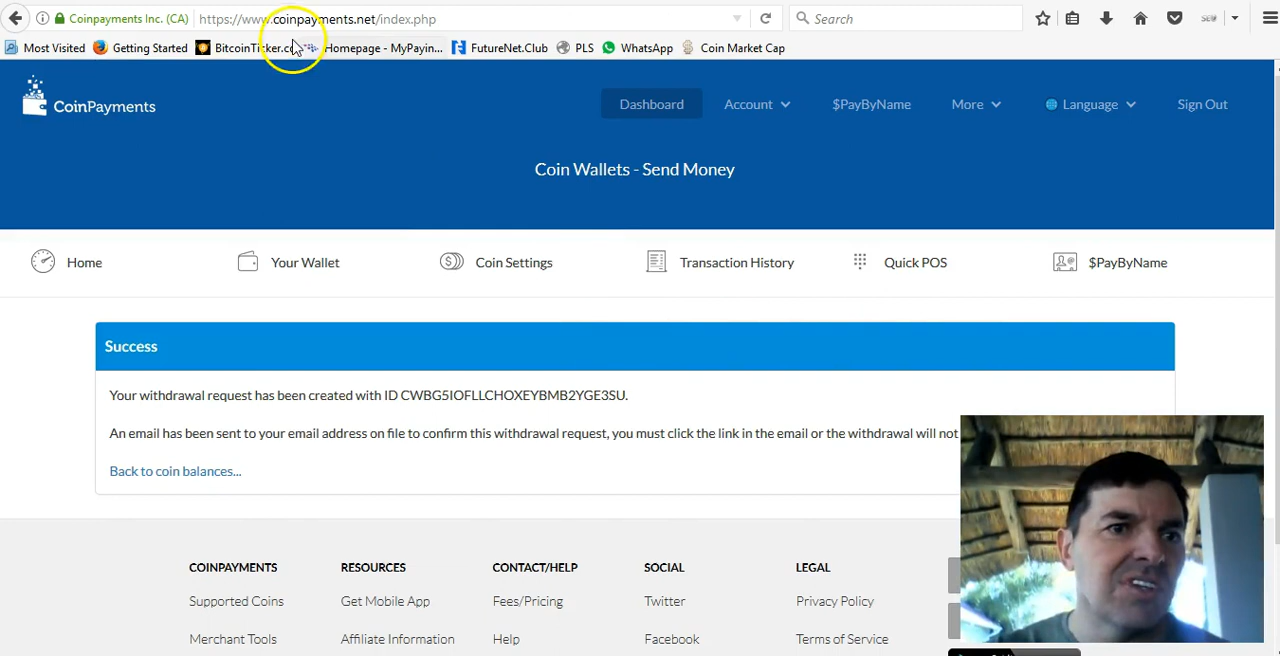 Coinpayments Inc. (CA) https://www.coinpayments.net/index.php Search
Most Visited Getting Started BitcoinTicker.co Homepage - MyPayin... FutureNet.Club PLS WhatsApp Coin Market Cap
CoinPayments Dashboard Account $PayByName More Language Sign Out
Coin Wallets - Send Money
Home Your Wallet Coin Settings Transaction History Quick POS $PayByName
Success
Your withdrawal request has been created with ID CWBG5IOFLLCHOXEYBMB2YGE3SU.
An email has been sent to your email address on file to confirm this withdrawal request, you must click the link in the email or the withdrawal will not
Back to coin balances...
COINPAYMENTS RESOURCES CONTACT/HELP SOCIAL LEGAL
Supported Coins Get Mobile App Fees/Pricing Twitter Privacy Policy
Merchant Tools Affiliate Information Help Facebook Terms of Service